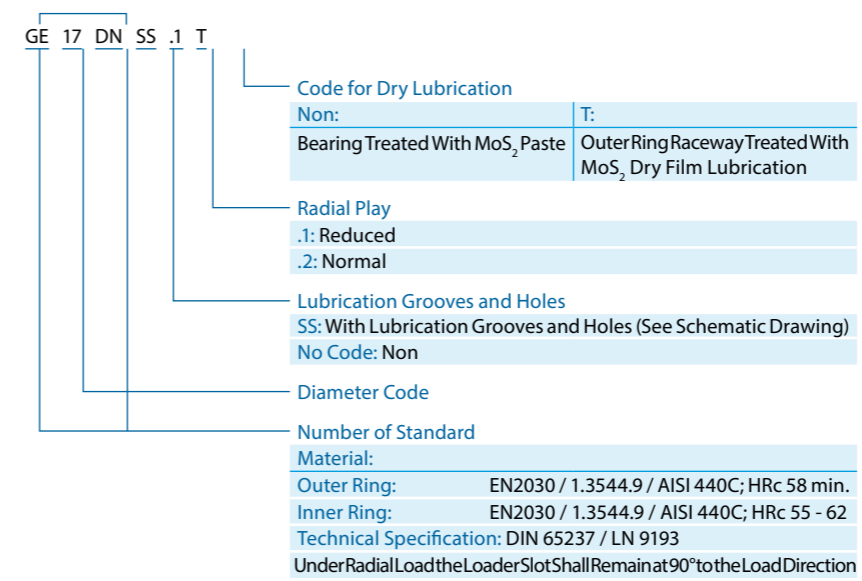 GE 17 DN SS .1 T
Code for Dry Lubrication
Non: T:
Bearing Treated With MoS₂ Paste Outer Ring Raceway Treated With
MoS₂ Dry Film Lubrication
Radial Play
.1: Reduced
.2: Normal
Lubrication Grooves and Holes
SS: With Lubrication Grooves and Holes (See Schematic Drawing)
No Code: Non
Diameter Code
Number of Standard
Material:
Outer Ring: EN2030 / 1.3544.9 / AISI 440C; HRc 58 min.
Inner Ring: EN2030 / 1.3544.9 / AISI 440C; HRc 55 - 62
Technical Specification: DIN 65237 / LN 9193
Under Radial Load the Loader Slot Shall Remain at 90° to the Load Direction